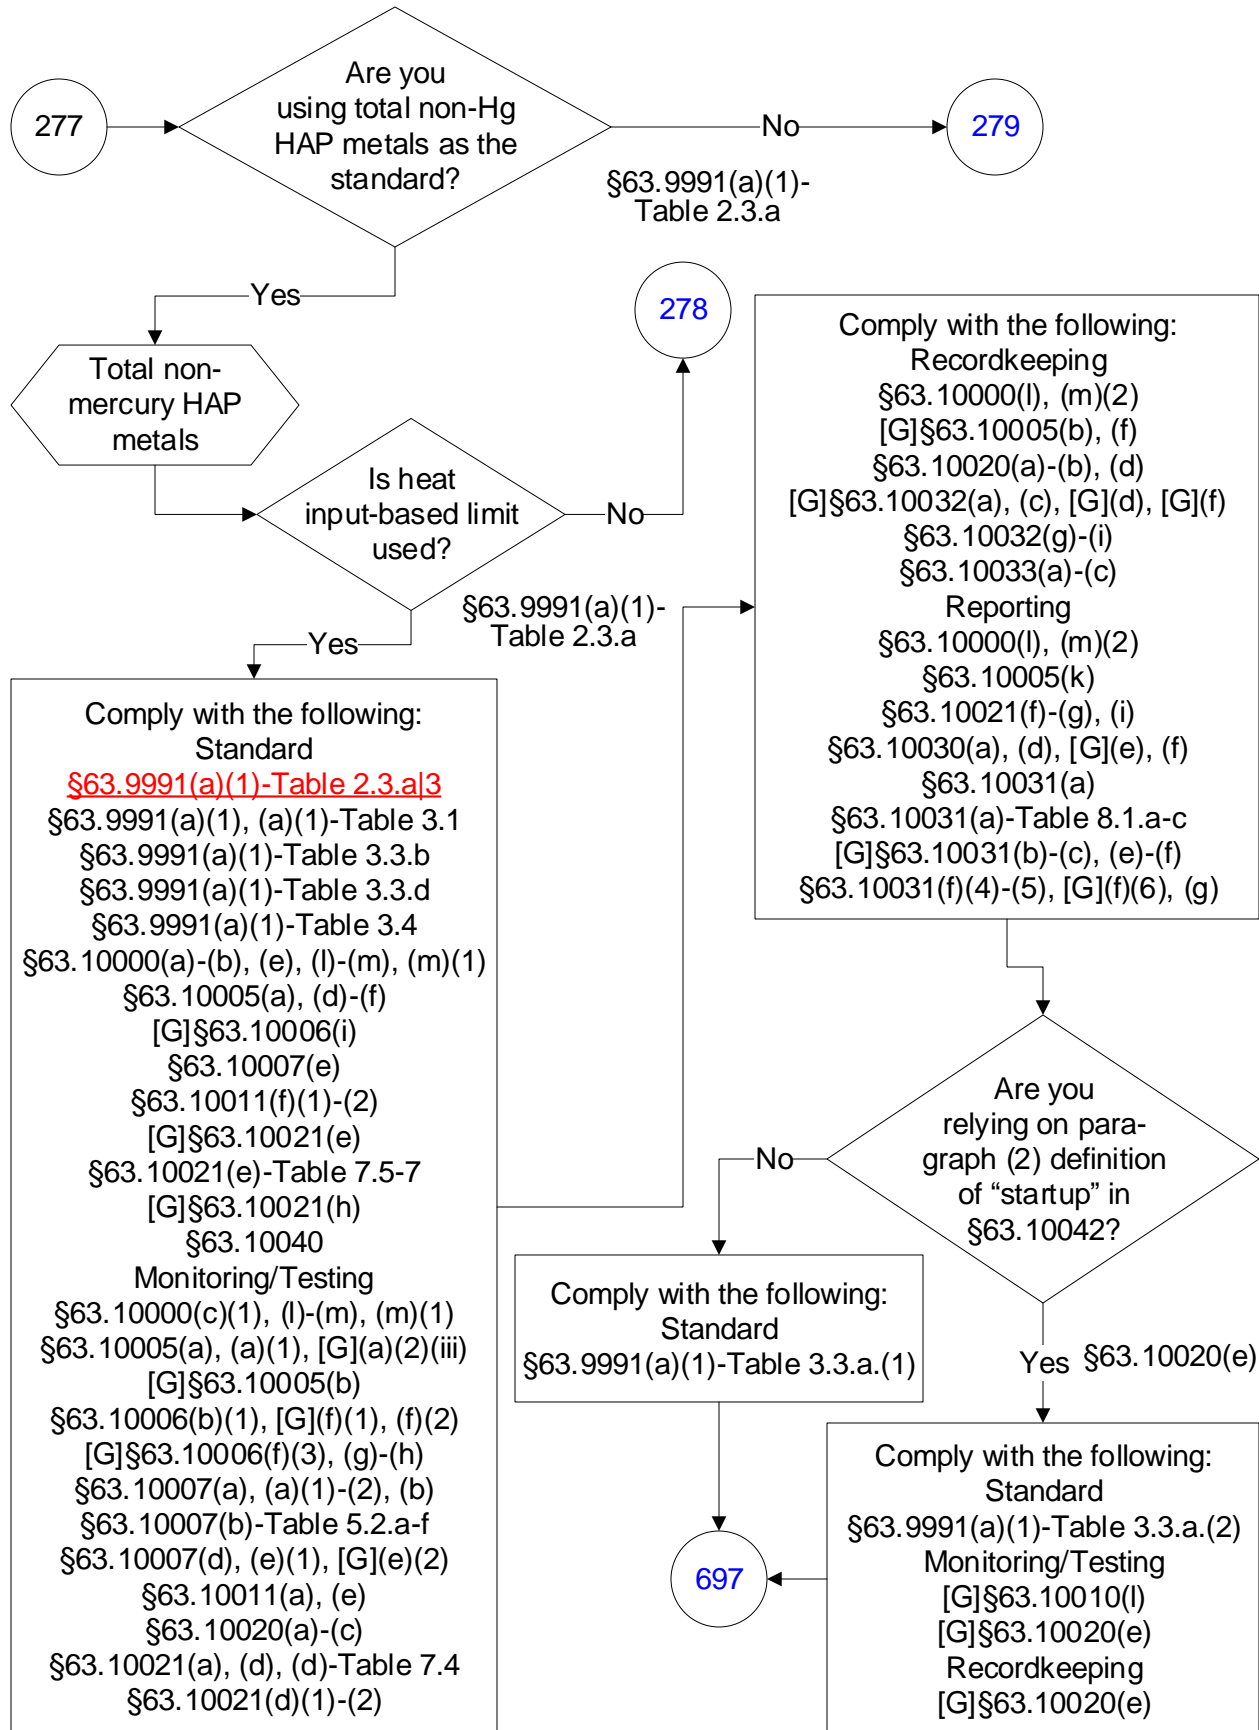 277
Are you
using total non-Hg
HAP metals as the
standard?
No
279
§63.9991(a)(1)-
Table 2.3.a
Yes
278
Total non-
mercury HAP
metals
Is heat
input-based limit
used?
No
§63.9991(a)(1)-
Table 2.3.a
Yes
Comply with the following:
Standard
§63.9991(a)(1)-Table 2.3.a|3
§63.9991(a)(1), (a)(1)-Table 3.1
§63.9991(a)(1)-Table 3.3.b
§63.9991(a)(1)-Table 3.3.d
§63.9991(a)(1)-Table 3.4
§63.10000(a)-(b), (e), (l)-(m), (m)(1)
§63.10005(a), (d)-(f)
[G]§63.10006(i)
§63.10007(e)
§63.10011(f)(1)-(2)
[G]§63.10021(e)
§63.10021(e)-Table 7.5-7
[G]§63.10021(h)
§63.10040
Monitoring/Testing
§63.10000(c)(1), (l)-(m), (m)(1)
§63.10005(a), (a)(1), [G](a)(2)(iii)
[G]§63.10005(b)
§63.10006(b)(1), [G](f)(1), (f)(2)
[G]§63.10006(f)(3), (g)-(h)
§63.10007(a), (a)(1)-(2), (b)
§63.10007(b)-Table 5.2.a-f
§63.10007(d), (e)(1), [G](e)(2)
§63.10011(a), (e)
§63.10020(a)-(c)
§63.10021(a), (d), (d)-Table 7.4
§63.10021(d)(1)-(2)
Comply with the following:
Recordkeeping
§63.10000(l), (m)(2)
[G]§63.10005(b), (f)
§63.10020(a)-(b), (d)
[G]§63.10032(a), (c), [G](d), [G](f)
§63.10032(g)-(i)
§63.10033(a)-(c)
Reporting
§63.10000(l), (m)(2)
§63.10005(k)
§63.10021(f)-(g), (i)
§63.10030(a), (d), [G](e), (f)
§63.10031(a)
§63.10031(a)-Table 8.1.a-c
[G]§63.10031(b)-(c), (e)-(f)
§63.10031(f)(4)-(5), [G](f)(6), (g)
Are you
relying on para-
graph (2) definition
of “startup” in
§63.10042?
No
Comply with the following:
Standard
§63.9991(a)(1)-Table 3.3.a.(1)
Yes
§63.10020(e)
Comply with the following:
Standard
§63.9991(a)(1)-Table 3.3.a.(2)
Monitoring/Testing
[G]§63.10010(l)
[G]§63.10020(e)
Recordkeeping
[G]§63.10020(e)
697